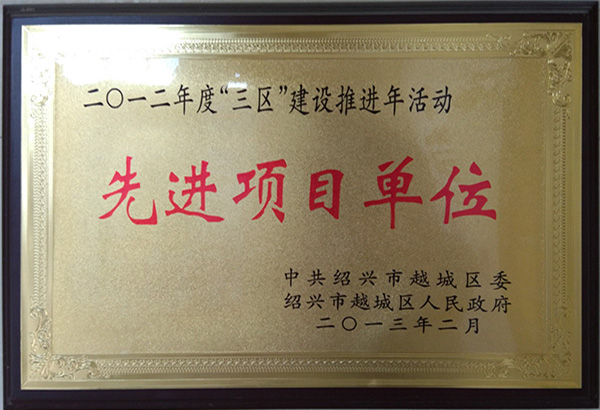 二〇一二年度“三区”建设推进年活动
先进项目单位
中共绍兴市越城区委
绍兴市越城区人民政府
二〇一三年二月